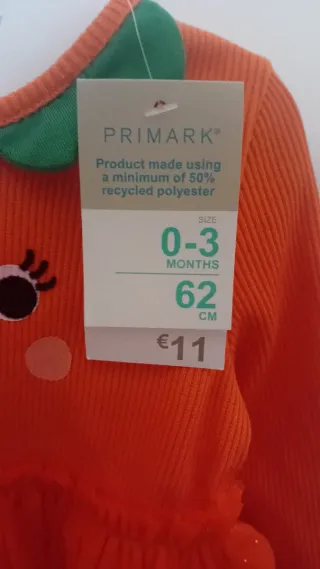 PRIMARK®
Product made using
a minimum of 50%
recycled polyester
SIZE
0-3
MONTHS
62
CM
€11